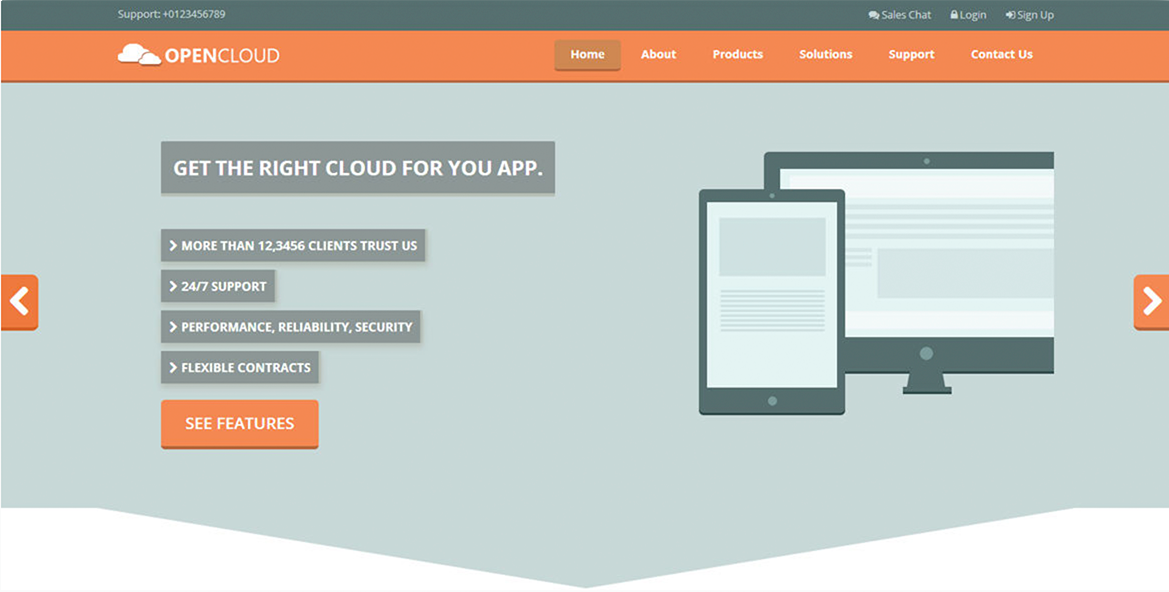 Support: +0123456789 Sales Chat Login Sign Up
OPENCLOUD Home About Products Solutions Support Contact Us
GET THE RIGHT CLOUD FOR YOU APP.
MORE THAN 12,3456 CLIENTS TRUST US
24/7 SUPPORT
PERFORMANCE, RELIABILITY, SECURITY
FLEXIBLE CONTRACTS
SEE FEATURES